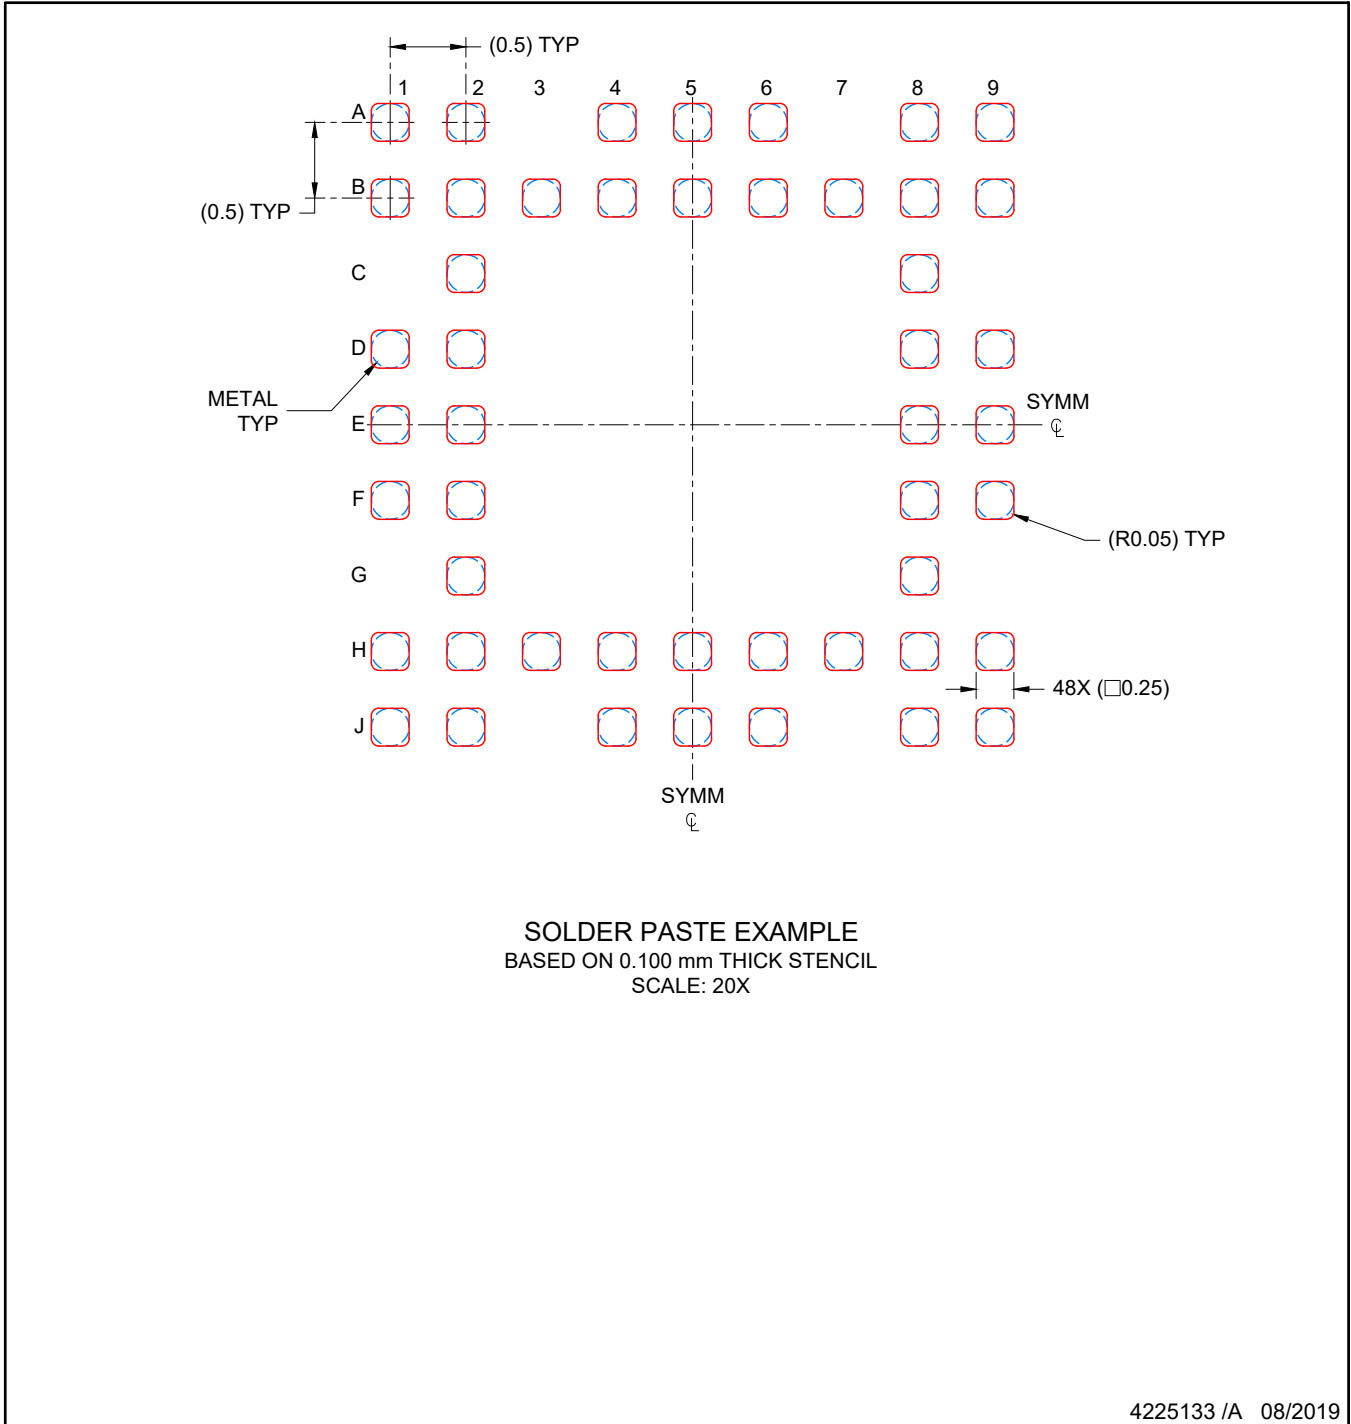 (0.5) TYP
1 2 3 4 5 6 7 8 9
A
B
(0.5) TYP
C
D
METAL
TYP
E
SYMM
℄
F
(R0.05) TYP
G
H
48X (□0.25)
J
SYMM
℄
SOLDER PASTE EXAMPLE
BASED ON 0.100 mm THICK STENCIL
SCALE: 20X
4225133 /A 08/2019